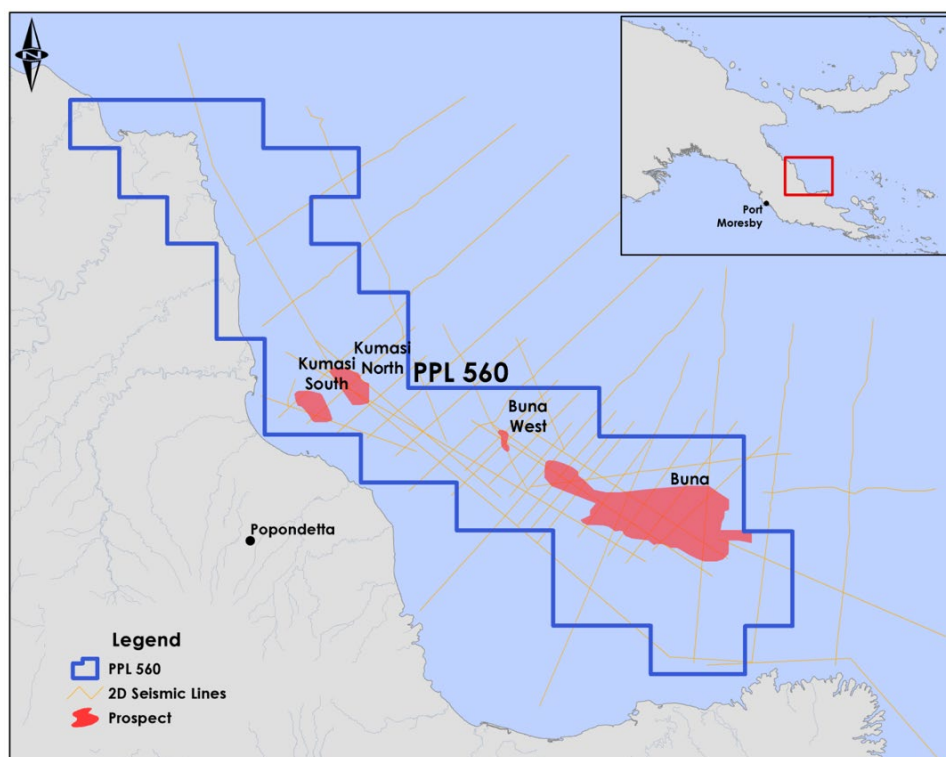 N
Port
Moresby
Kumasi
North
Kumasi
South
PPL 560
Buna
West
Buna
Popondetta
Legend
PPL 560
2D Seismic Lines
Prospect